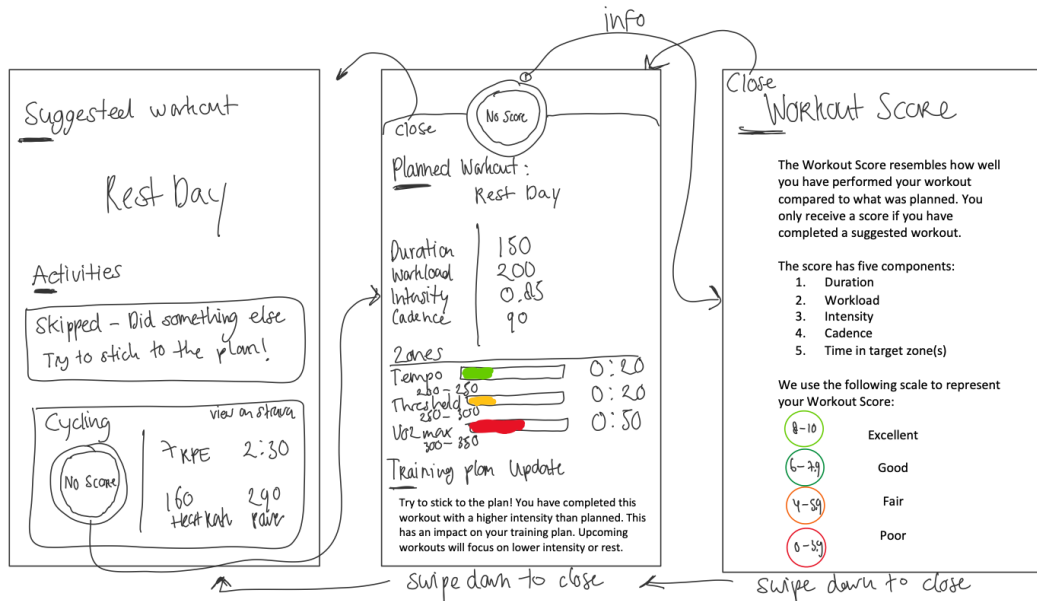 info
Suggested workout
Rest Day
Activities
Skipped – Did something else
Try to stick to the plan!
Cycling
view on strava
No Score
7 RPE
2:30
160
290
Heart Rate
power
close
No Score
Planned Workout:
Rest Day
Duration 150
Workload 200
Intensity 0.85
Cadence 90
Zones
Tempo 0:20
200-250
Threshold 0:20
250-300
VO2max 0:50
300-350
Training plan Update
Try to stick to the plan! You have completed this
workout with a higher intensity than planned. This
has an impact on your training plan. Upcoming
workouts will focus on lower intensity or rest.
Close
Workout Score
The Workout Score resembles how well
you have performed your workout
compared to what was planned. You
only receive a score if you have
completed a suggested workout.
The score has five components:
1. Duration
2. Workload
3. Intensity
4. Cadence
5. Time in target zone(s)
We use the following scale to represent
your Workout Score:
8-10 Excellent
6-7.9 Good
4-5.9 Fair
0-3.9 Poor
swipe down to close
swipe down to close